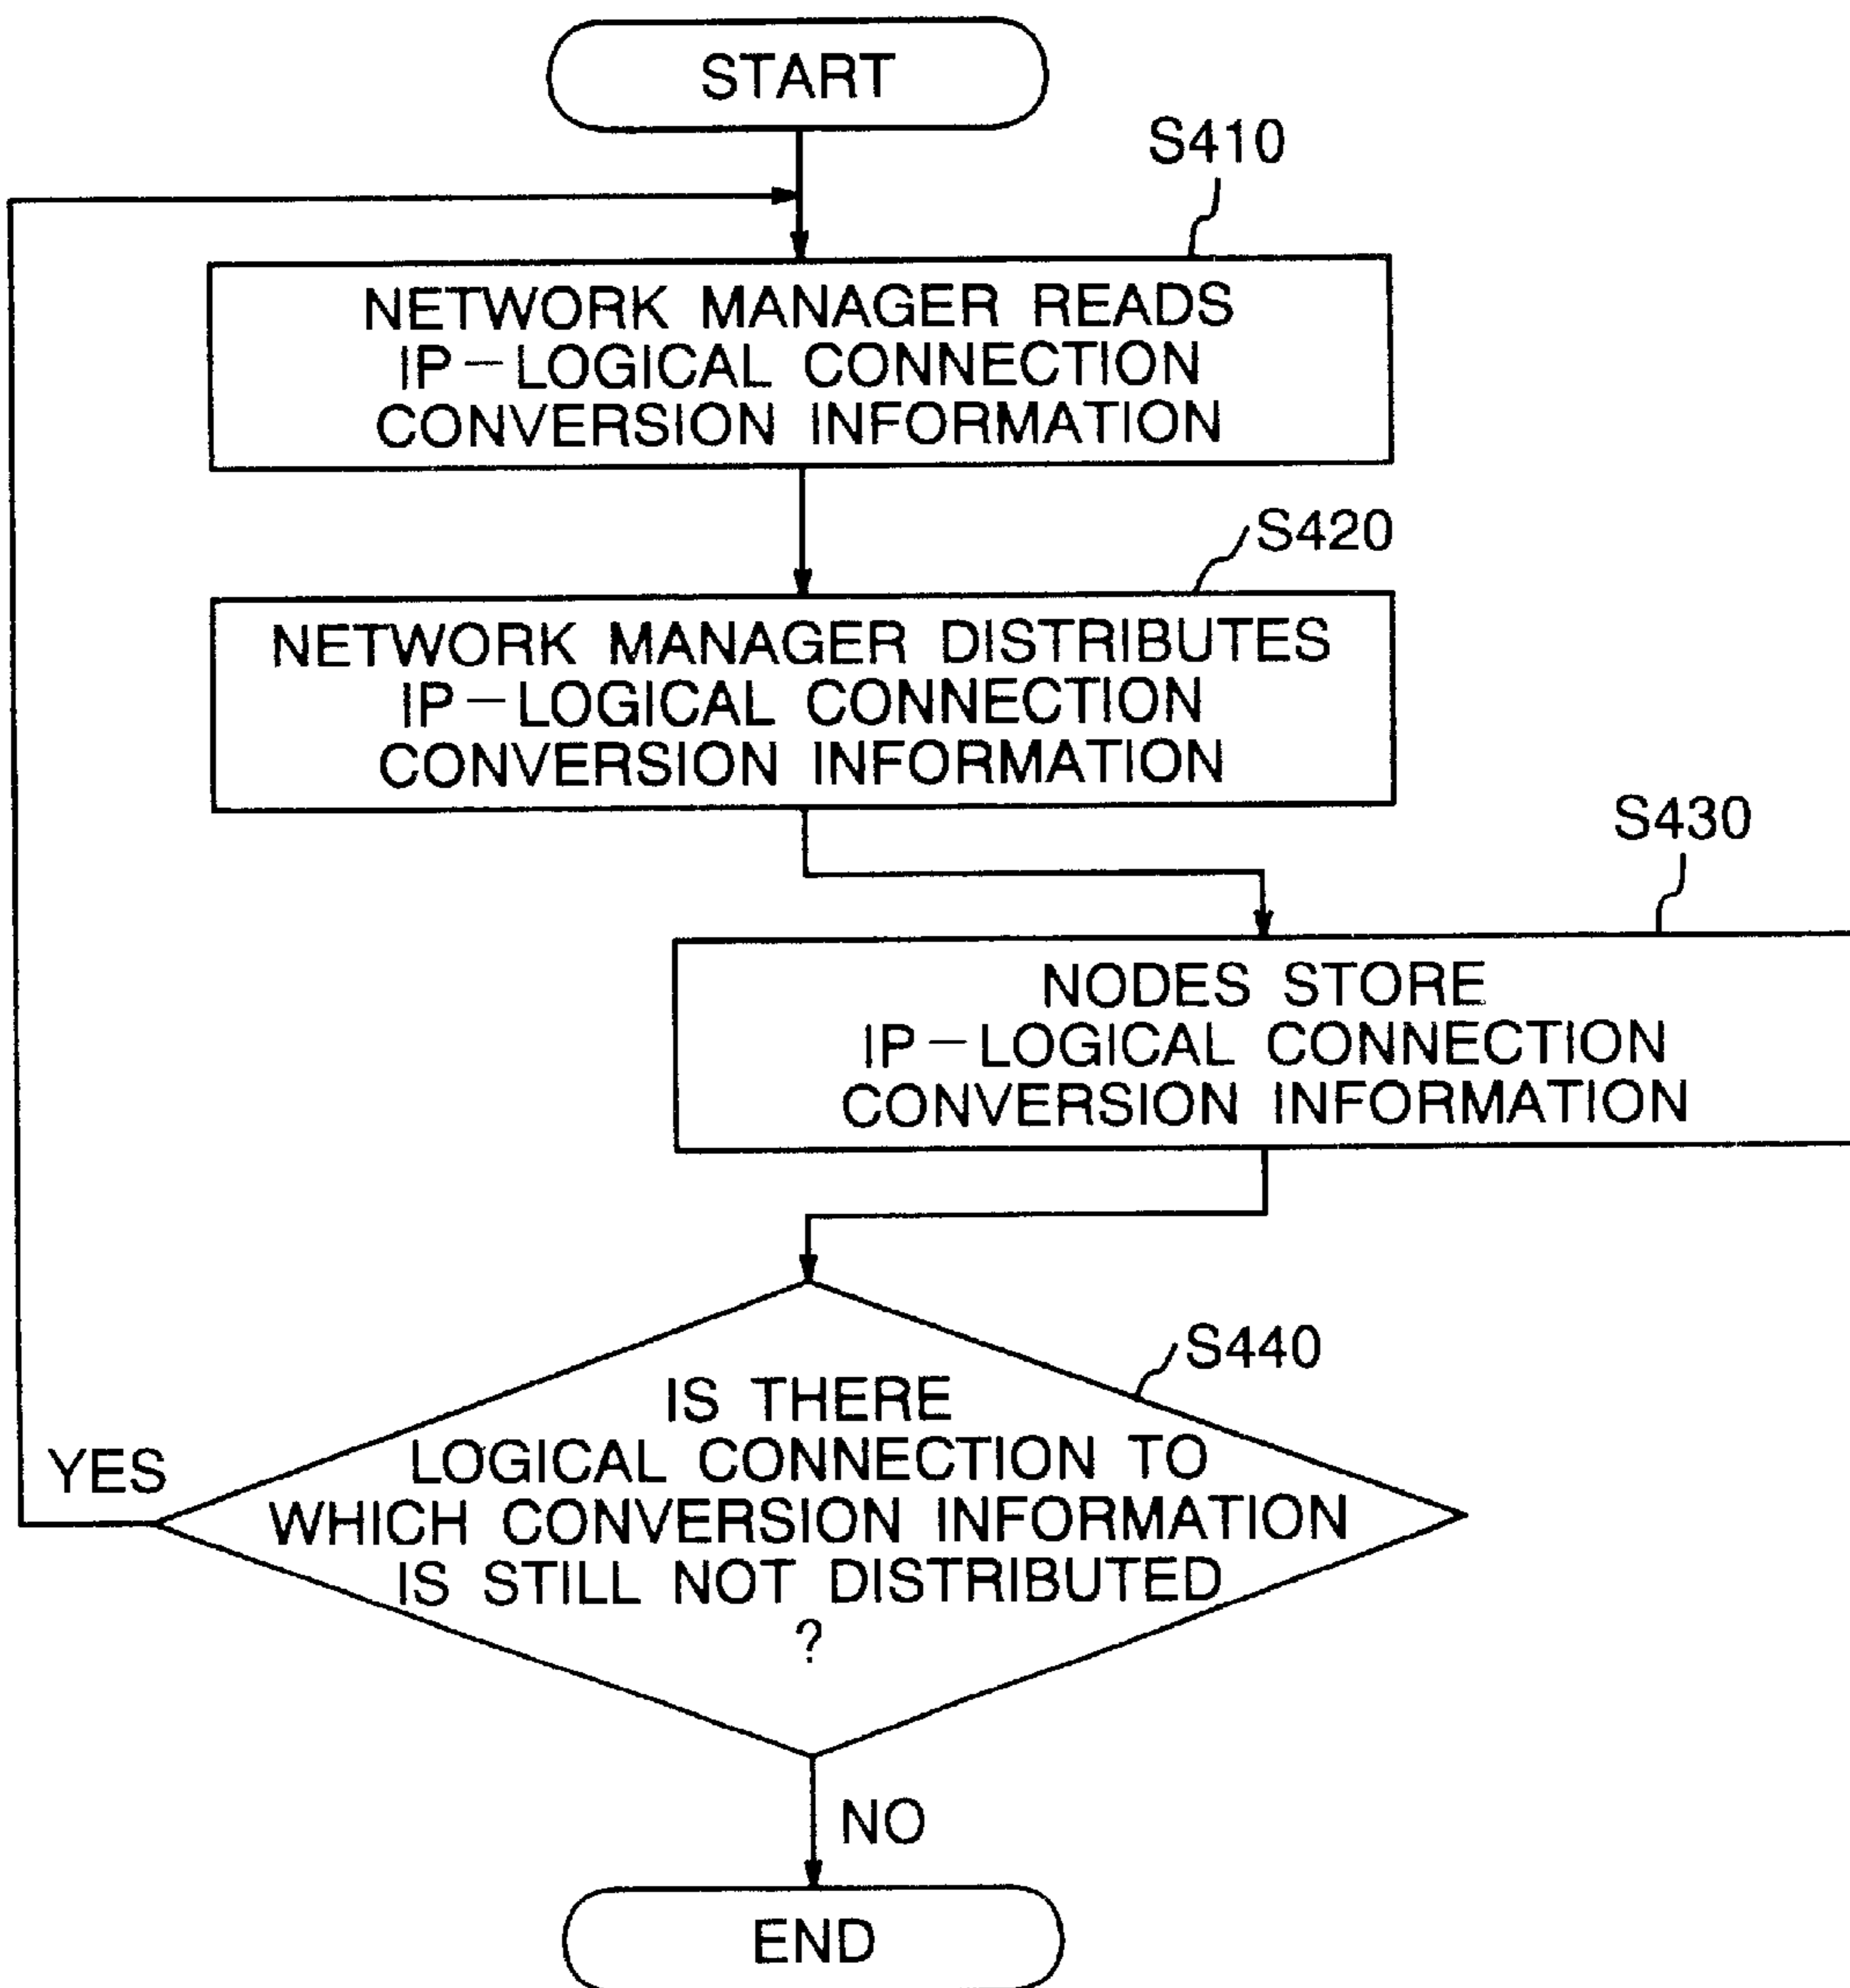 START
S410
NETWORK MANAGER READS
IP-LOGICAL CONNECTION
CONVERSION INFORMATION
S420
NETWORK MANAGER DISTRIBUTES
IP-LOGICAL CONNECTION
CONVERSION INFORMATION
S430
NODES STORE
IP-LOGICAL CONNECTION
CONVERSION INFORMATION
S440
IS THERE
LOGICAL CONNECTION TO
WHICH CONVERSION INFORMATION
IS STILL NOT DISTRIBUTED
?
YES
NO
END